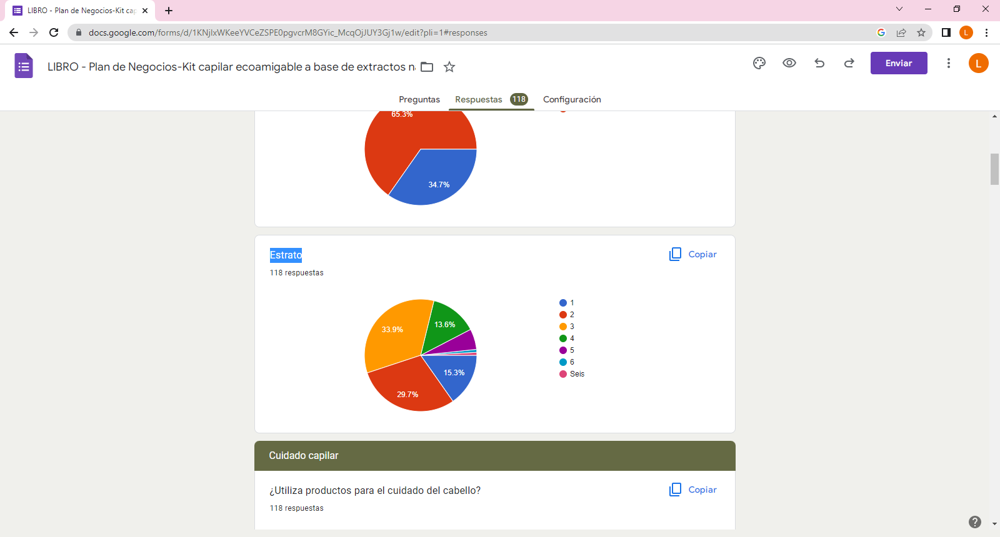 LIBRO - Plan de Negocios-Kit cap
docs.google.com/forms/d/1KNjlxWKeeYVCeZSPE0pgvcrM8GYic_McqOjJUY3Gj1w/edit?pli=1#responses
L
LIBRO - Plan de Negocios-Kit capilar ecoamigable a base de extractos n
Enviar
L
Preguntas
Respuestas 118
Configuración
65.3%
34.7%
Estrato
Copiar
118 respuestas
1
2
3
4
5
6
Seis
33.9%
13.6%
15.3%
29.7%
Cuidado capilar
¿Utiliza productos para el cuidado del cabello?
Copiar
118 respuestas